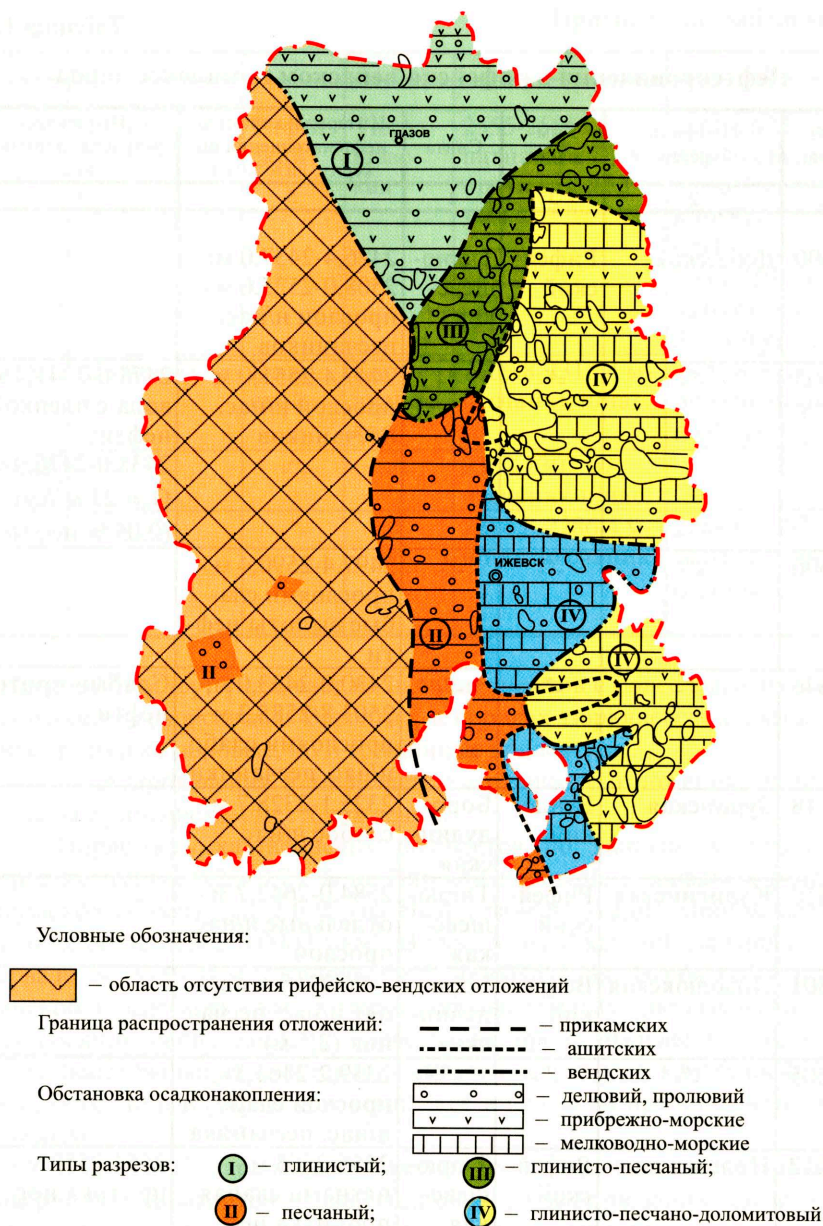 ГЛАЗОВ
I
III
IV
ИЖЕВСК
IV
II
IV
II
Условные обозначения:
– область отсутствия рифейско-вендских отложений
Граница распространения отложений:
– прикамских
– ашитских
– вендских
Обстановка осадконакопления:
– делювий, пролювий
– прибрежно-морские
– мелководно-морские
Типы разрезов: I глинистый; III глинисто-песчаный;
II – песчаный; IV – глинисто-песчано-доломитовый